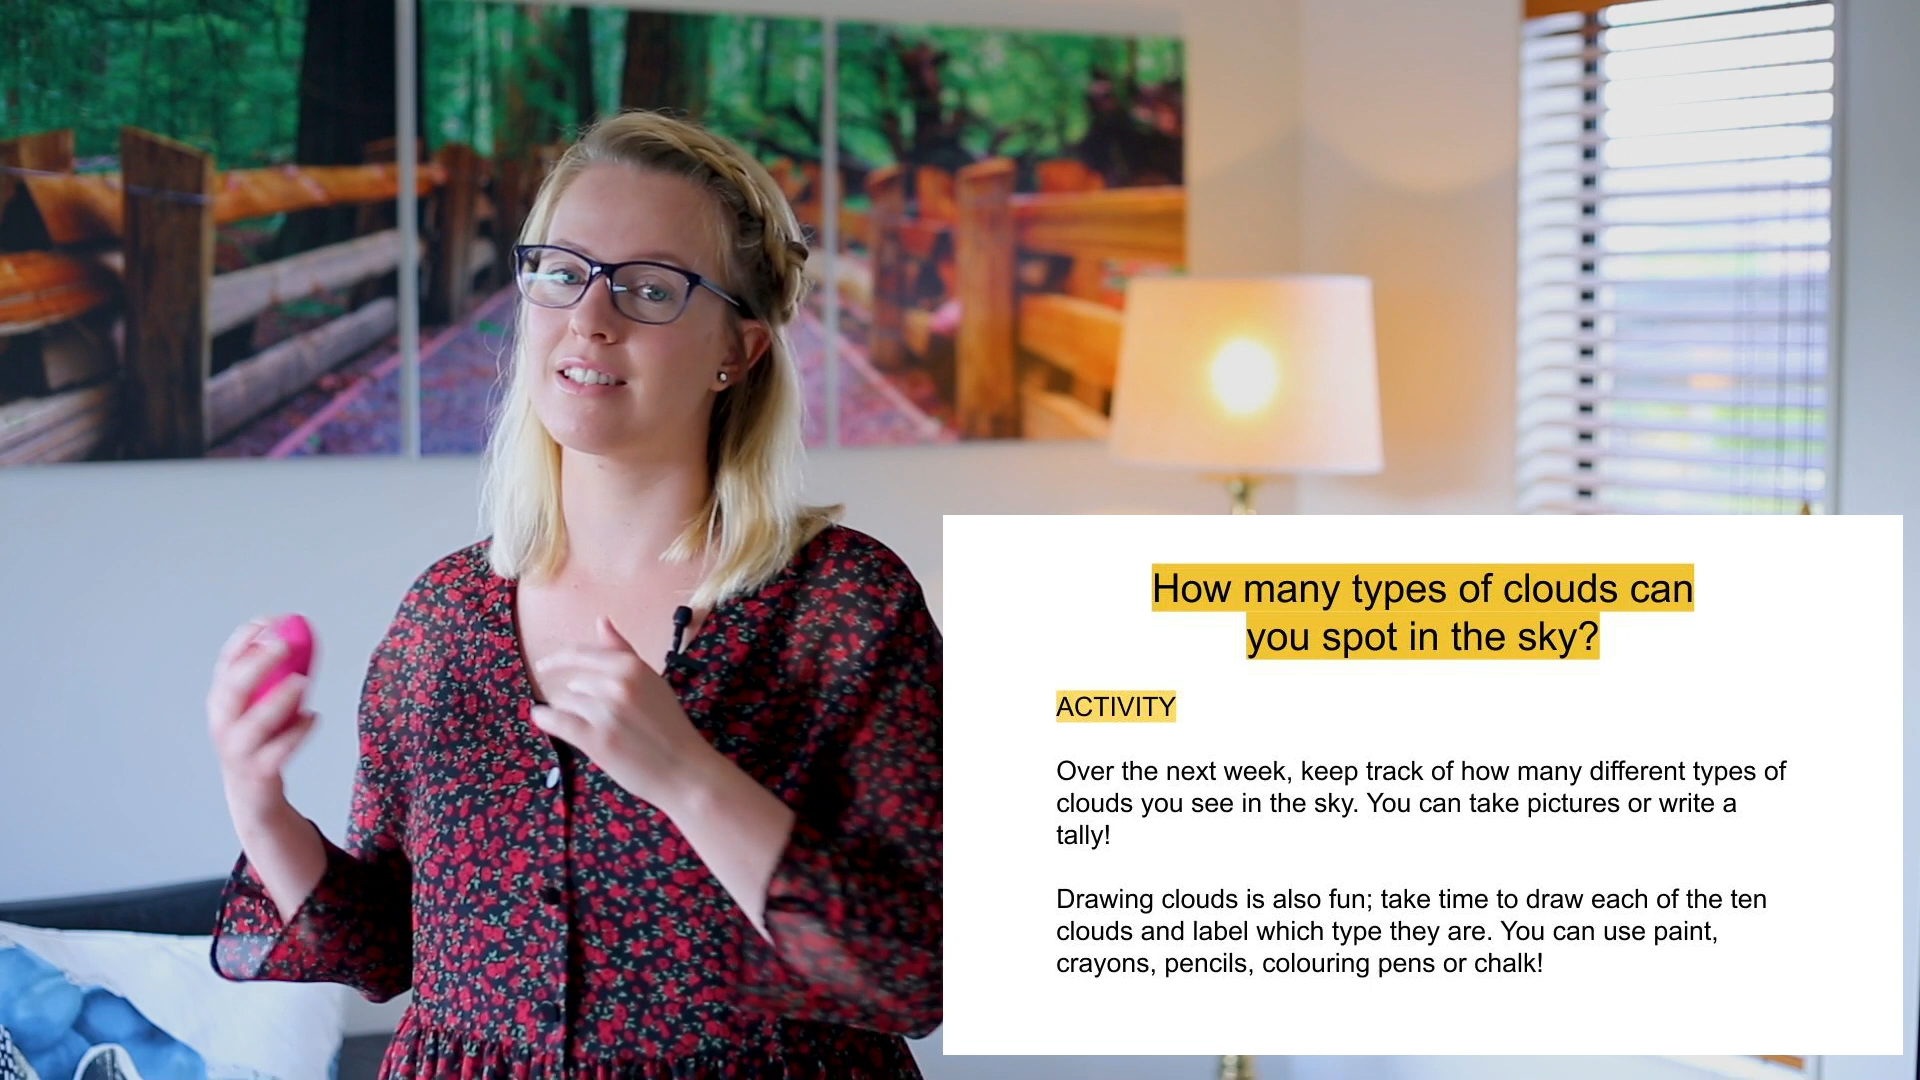 How many types of clouds can
you spot in the sky?
ACTIVITY
Over the next week, keep track of how many different types of
clouds you see in the sky. You can take pictures or write a
tally!
Drawing clouds is also fun; take time to draw each of the ten
clouds and label which type they are. You can use paint,
crayons, pencils, colouring pens or chalk!